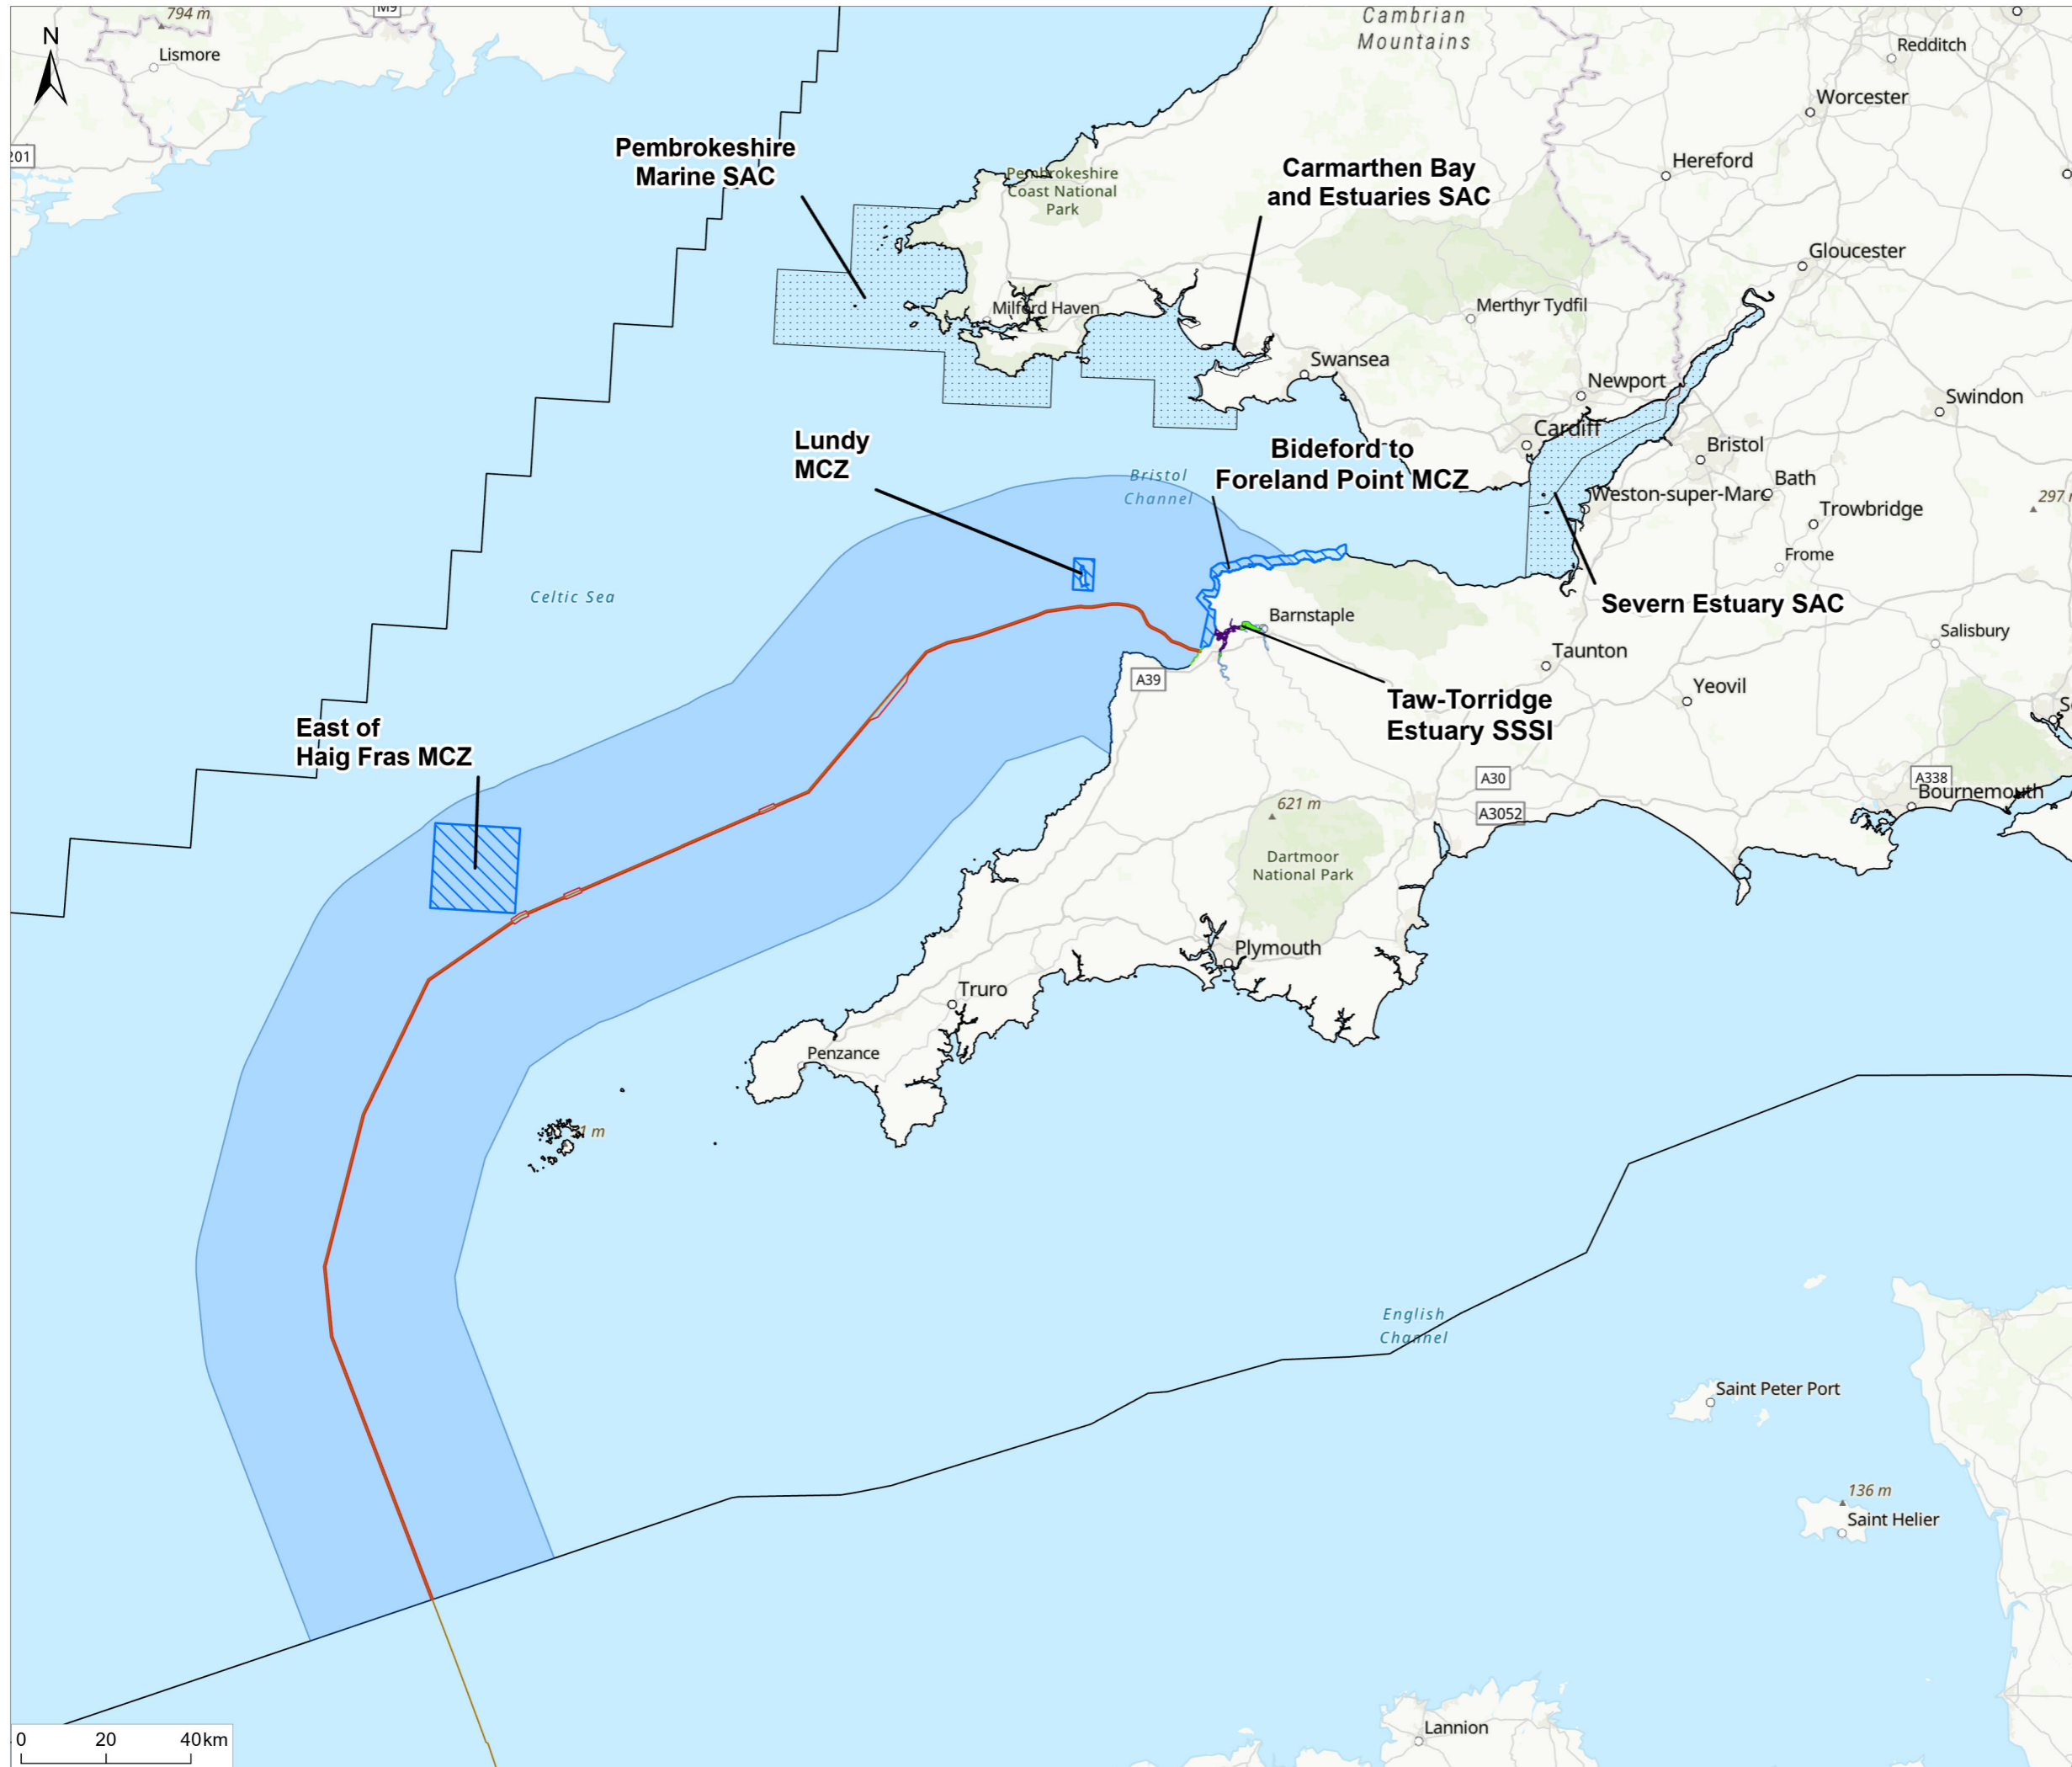 794 m
M9
Cambrian
Mountains
Redditch
N
Lismore
Worcester
201
Pembrokeshire
Marine SAC
Carmarthen Bay
and Estuaries SAC
Hereford
Pembrokeshire
Coast National
Park
Gloucester
Milford Haven
Merthyr Tydfil
Swansea
Newport
Swindon
Cardiff
Bristol
Lundy
MCZ
Bideford to
Foreland Point MCZ
Bristol
Channel
Bath
Weston-super-Mare
297
Trowbridge
Frome
Celtic Sea
Severn Estuary SAC
Barnstaple
Salisbury
Taunton
A39
Yeovil
Taw-Torridge
Estuary SSSI
East of
Haig Fras MCZ
A30
A338
Bournemouth
621 m
A3052
Dartmoor
National Park
Plymouth
Truro
Penzance
1 m
English
Channel
Saint Peter Port
136 m
Saint Helier
Lannion
0 20 40km